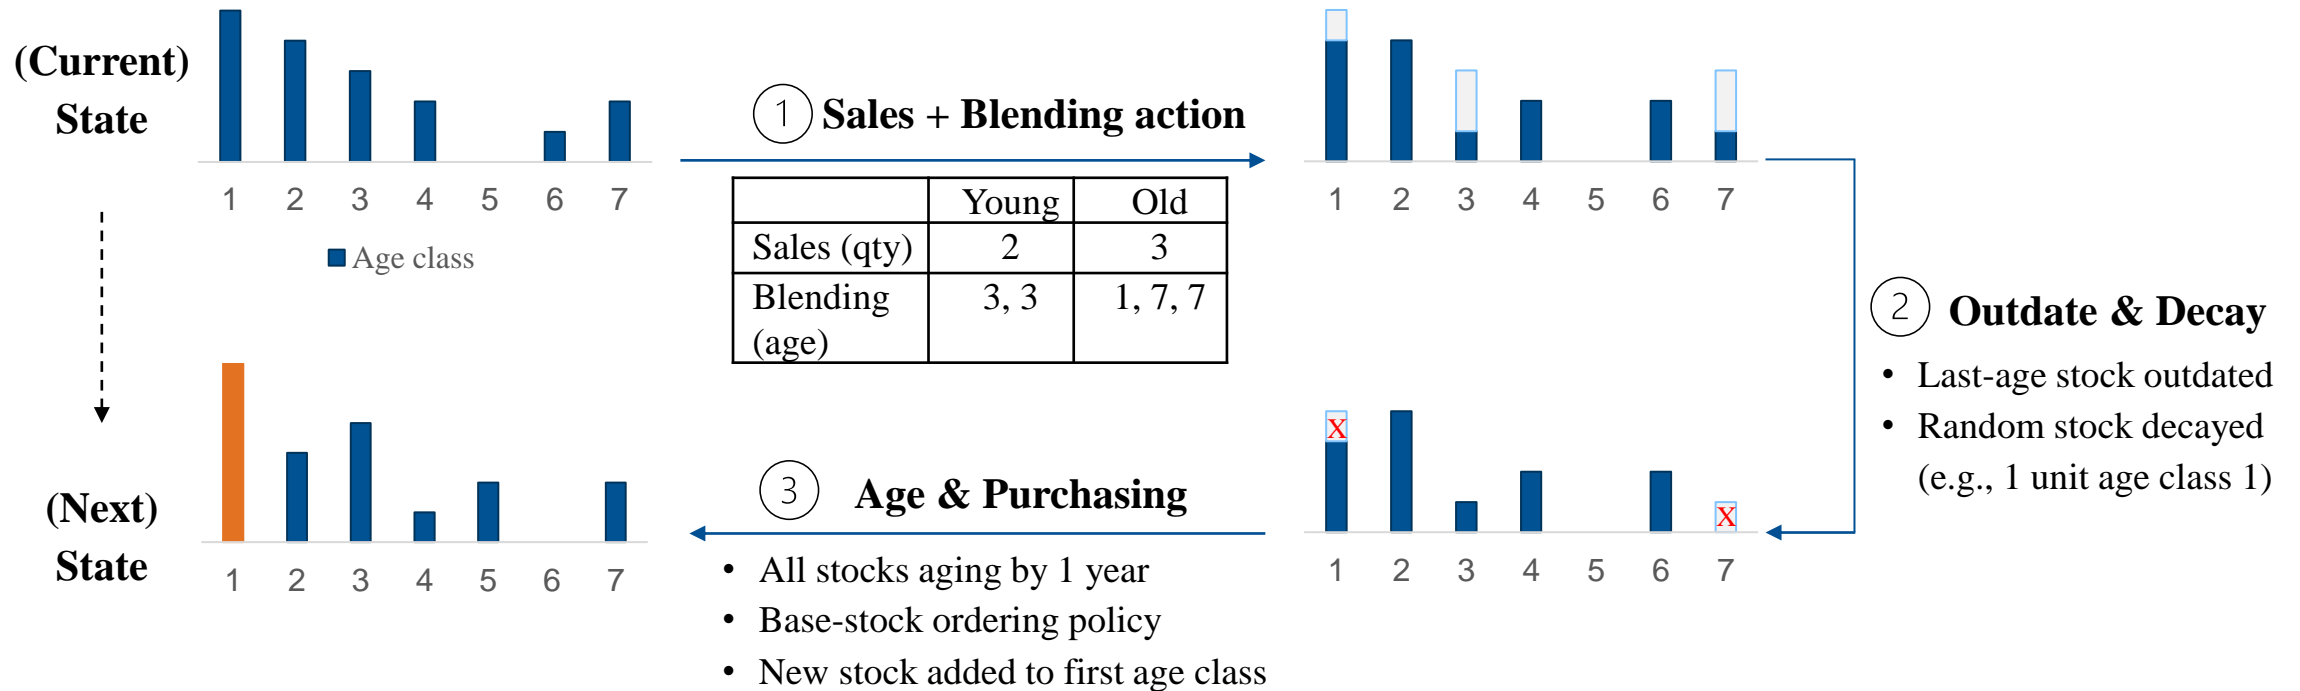 (Current)
State
1 2 3 4 5 6 7
Age class
1 Sales + Blending action
Young Old
Sales (qty) 2 3
Blending 3, 3 1, 7, 7
(age)
1 2 3 4 5 6 7
2 Outdate & Decay
• Last-age stock outdated
• Random stock decayed
(e.g., 1 unit age class 1)
X X
1 2 3 4 5 6 7
3 Age & Purchasing
• All stocks aging by 1 year
• Base-stock ordering policy
• New stock added to first age class
(Next)
State
1 2 3 4 5 6 7